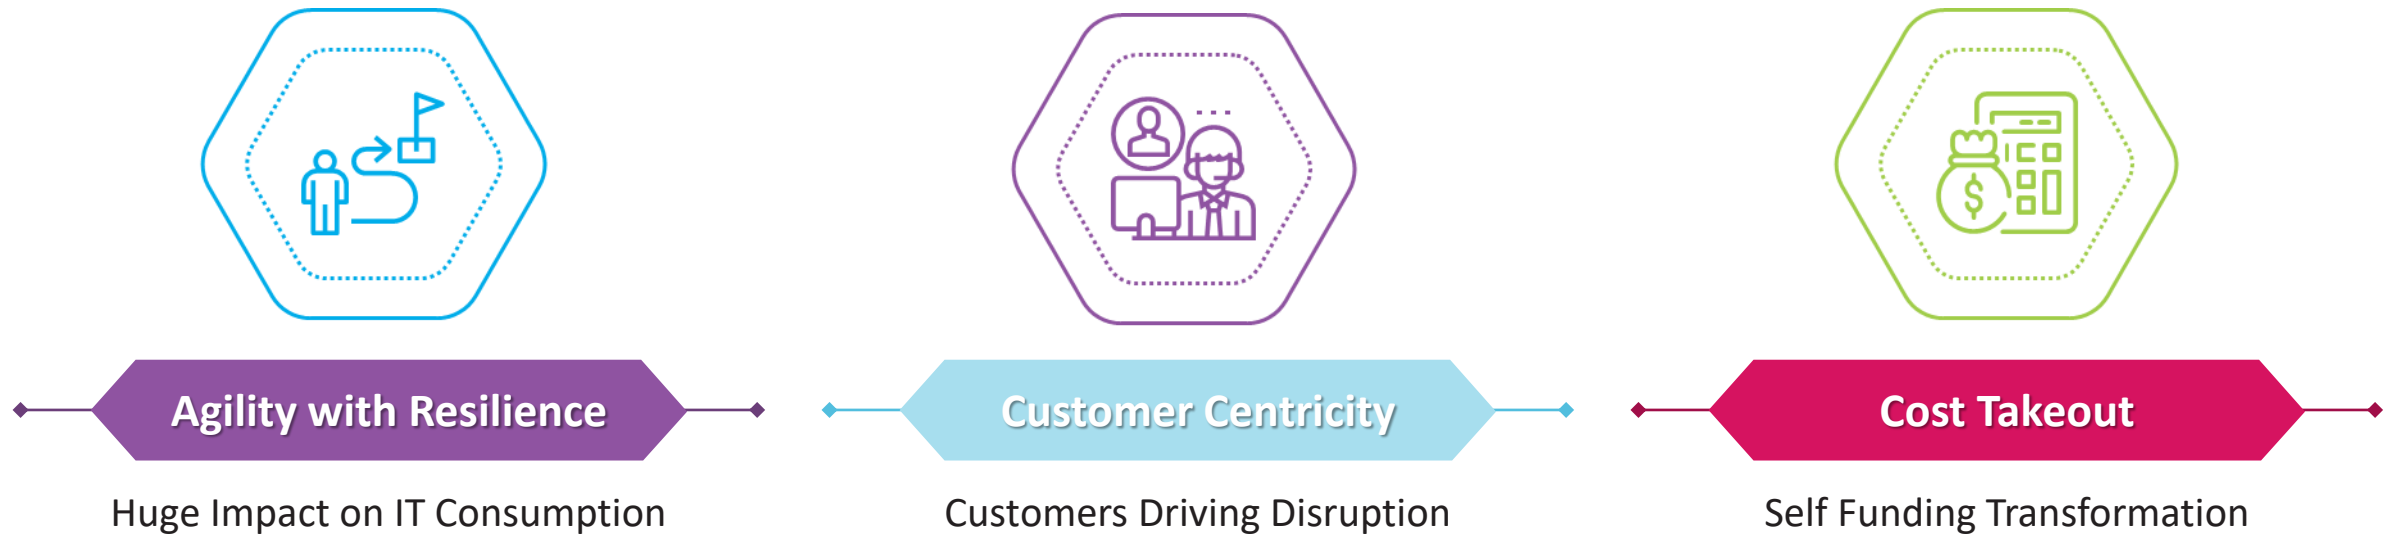 Agility with Resilience
Huge Impact on IT Consumption
Customer Centricity
Customers Driving Disruption
$
Cost Takeout
Self Funding Transformation